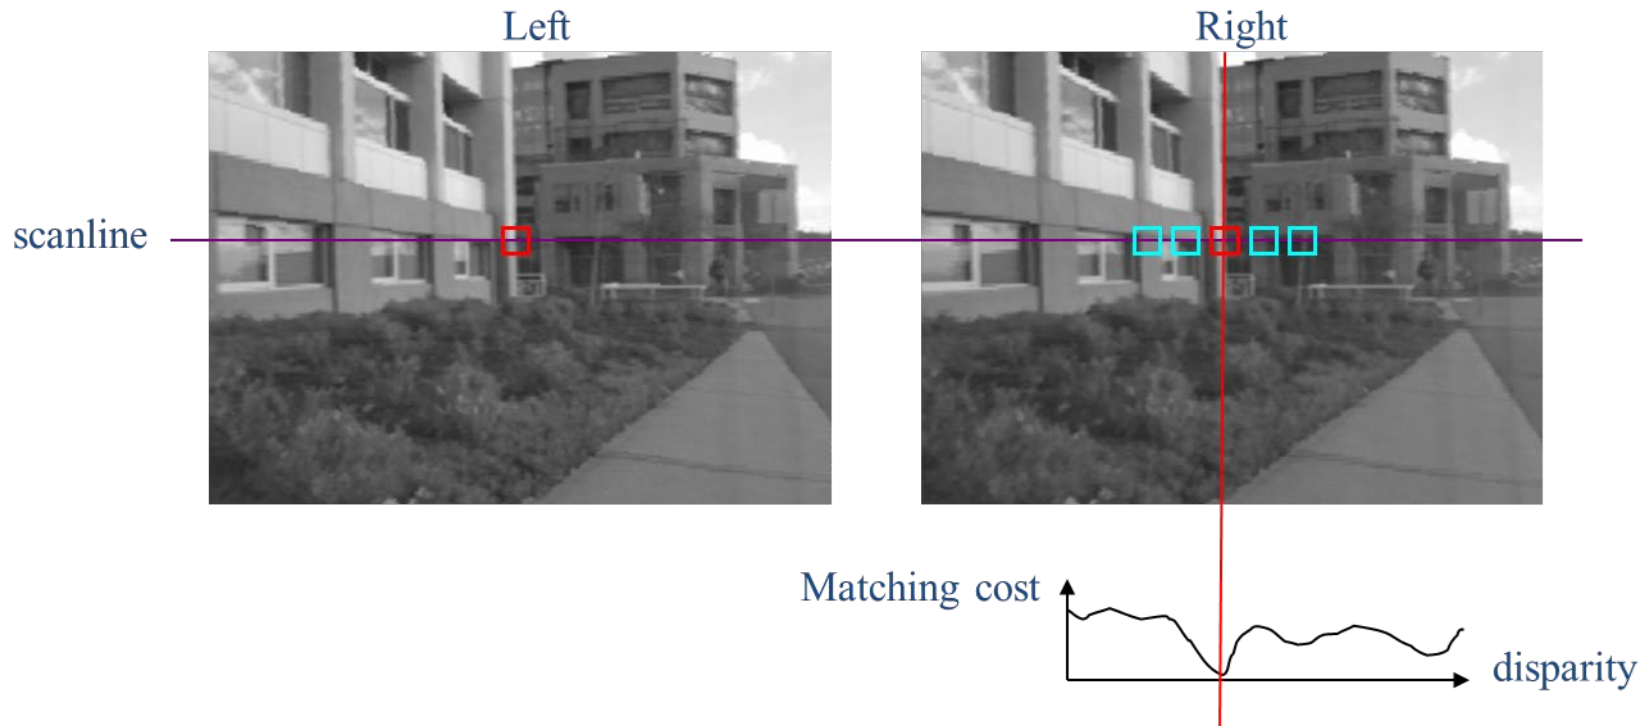 Left
Right
scanline
Matching cost
disparity